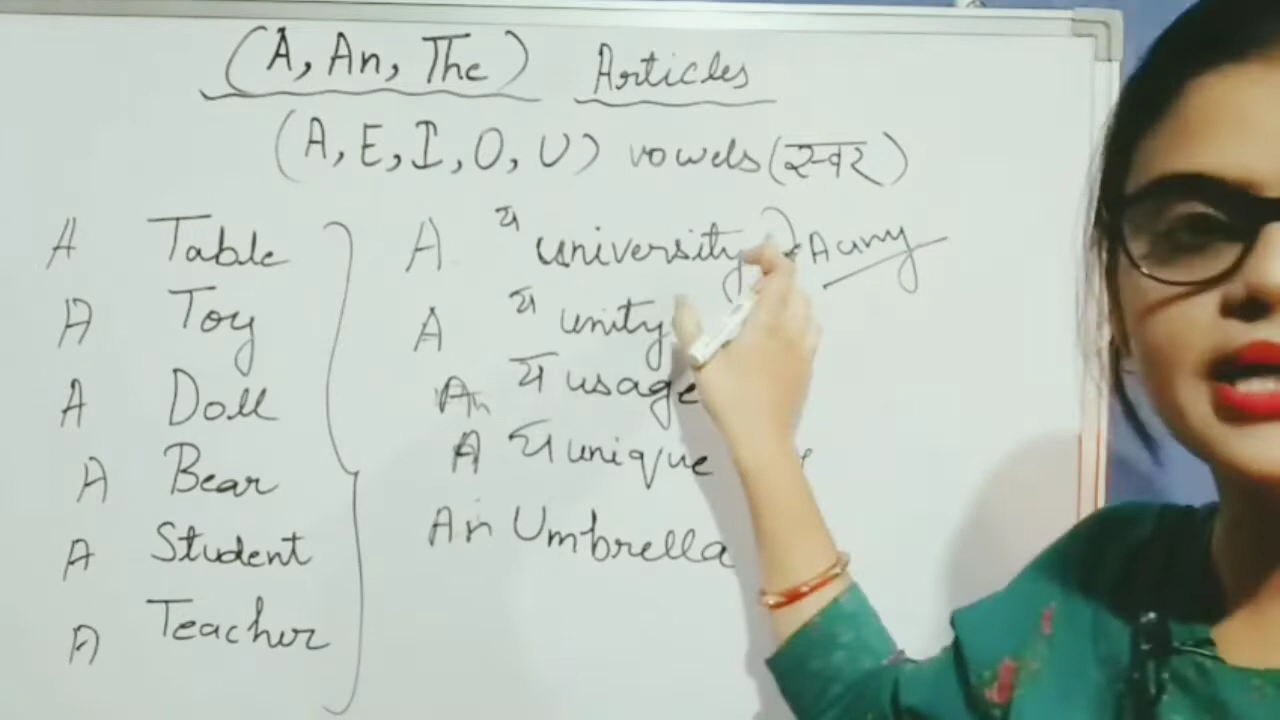 (A, An, The) Articles
(A, E, I, O, U) vowels (स्वर)
A Table
A Toy
A Doll
A Bear
A Student
A Teacher
A य university
A य unity
An य usage
A य unique
An Umbrella